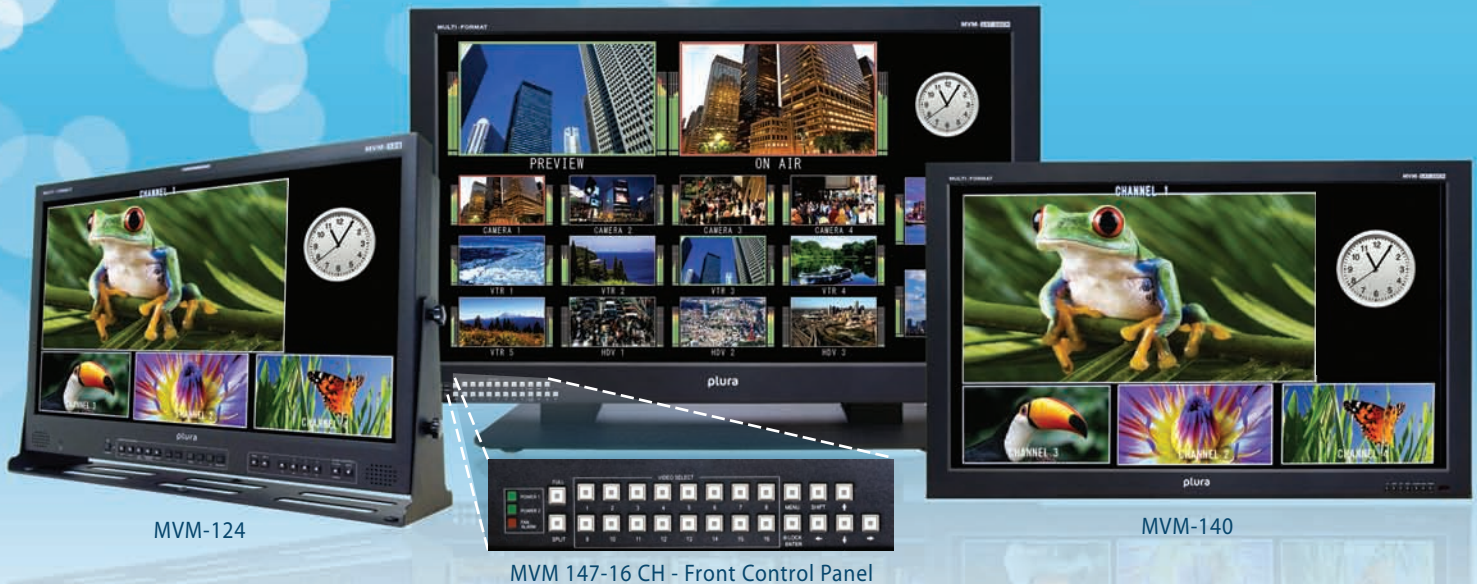 MULTI-FORMAT
PREVIEW
ON AIR
CAMERA 1
CAMERA 2
CAMERA 3
CAMERA 4
VTR 1
VTR 2
VTR 3
VTR 4
VTR 5
HDV 1
HDV 2
HDV 3
plura
MULTI-FORMAT
CHANNEL 1
CHANNEL 3
CHANNEL 2
plura
MVM-124
MULTI-FORMAT
CHANNEL 1
CHANNEL 3
CHANNEL 2
CHANNEL 4
plura
MVM-140
POWER 1
POWER 2
FAN
ALARM
FULL
SPLIT
VIDEO SELECT
1 2 3 4 5 6 7 8
9 10 11 12 13 14 15 16
MENU SHIFT
ENTER
MVM 147-16 CH - Front Control Panel